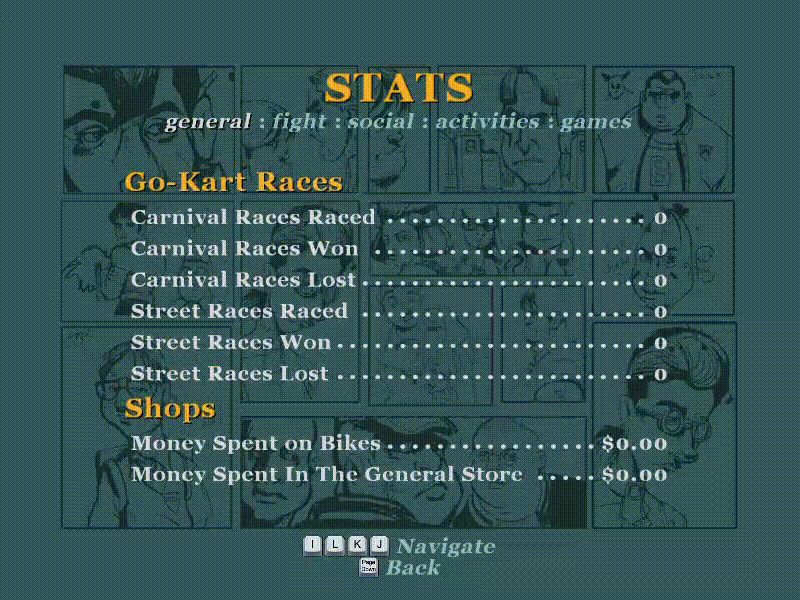 STATS
general : fight : social : activities : games
Go-Kart Races
Carnival Races Raced ..................... 0
Carnival Races Won ...................... 0
Carnival Races Lost ....................... 0
Street Races Raced ....................... 0
Street Races Won ......................... 0
Street Races Lost ......................... 0
Shops
Money Spent on Bikes .................. $0.00
Money Spent In The General Store ..... $0.00
I L K J Navigate
Page Down Back